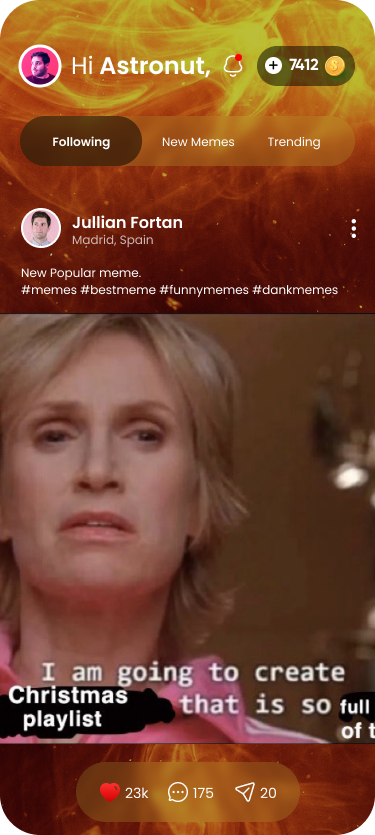 Hi Astronut,
7412
Following
New Memes
Trending
Jullian Fortan
Madrid, Spain
New Popular meme.
#memes #bestmeme #funnymemes #dankmemes
I am going to create
Christmas playlist that is so full
of t
23k
175
20